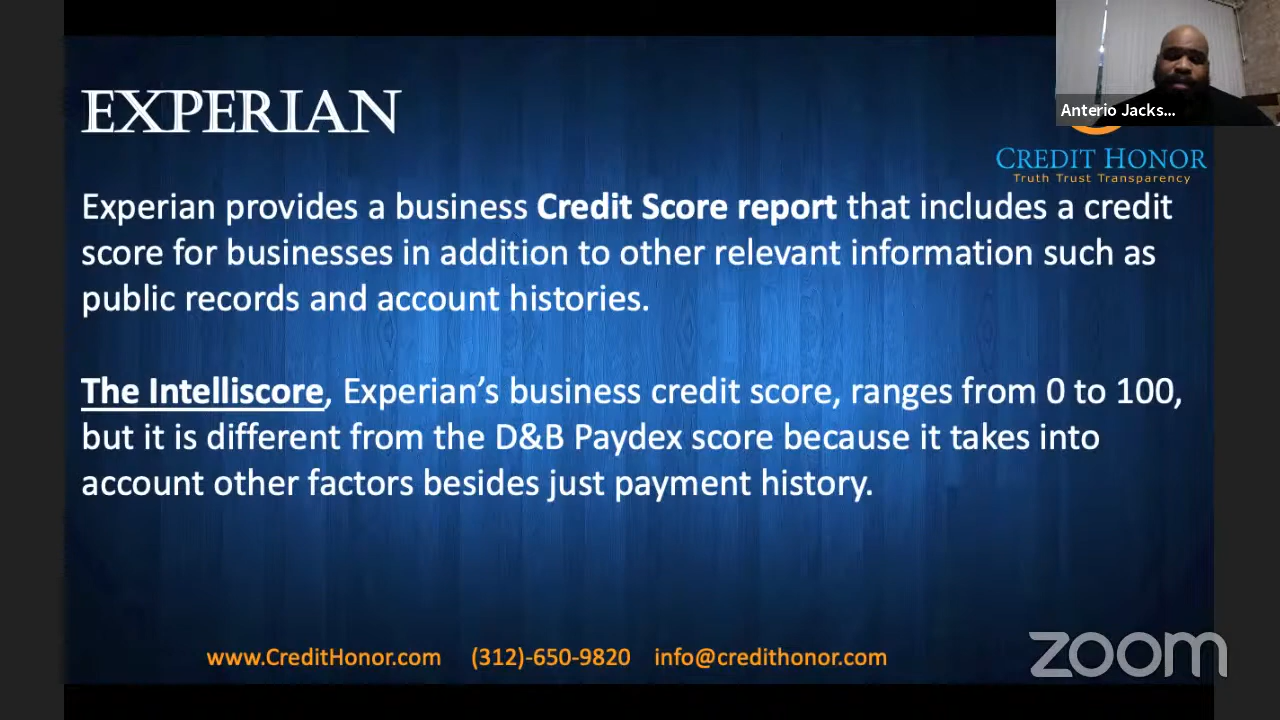 EXPERIAN
Anterio Jacks...
CREDIT HONOR
Truth Trust Transparency
Experian provides a business Credit Score report that includes a credit
score for businesses in addition to other relevant information such as
public records and account histories.
The Intelliscore, Experian’s business credit score, ranges from 0 to 100,
but it is different from the D&B Paydex score because it takes into
account other factors besides just payment history.
www.CreditHonor.com (312)-650-9820 info@credithonor.com
zoom